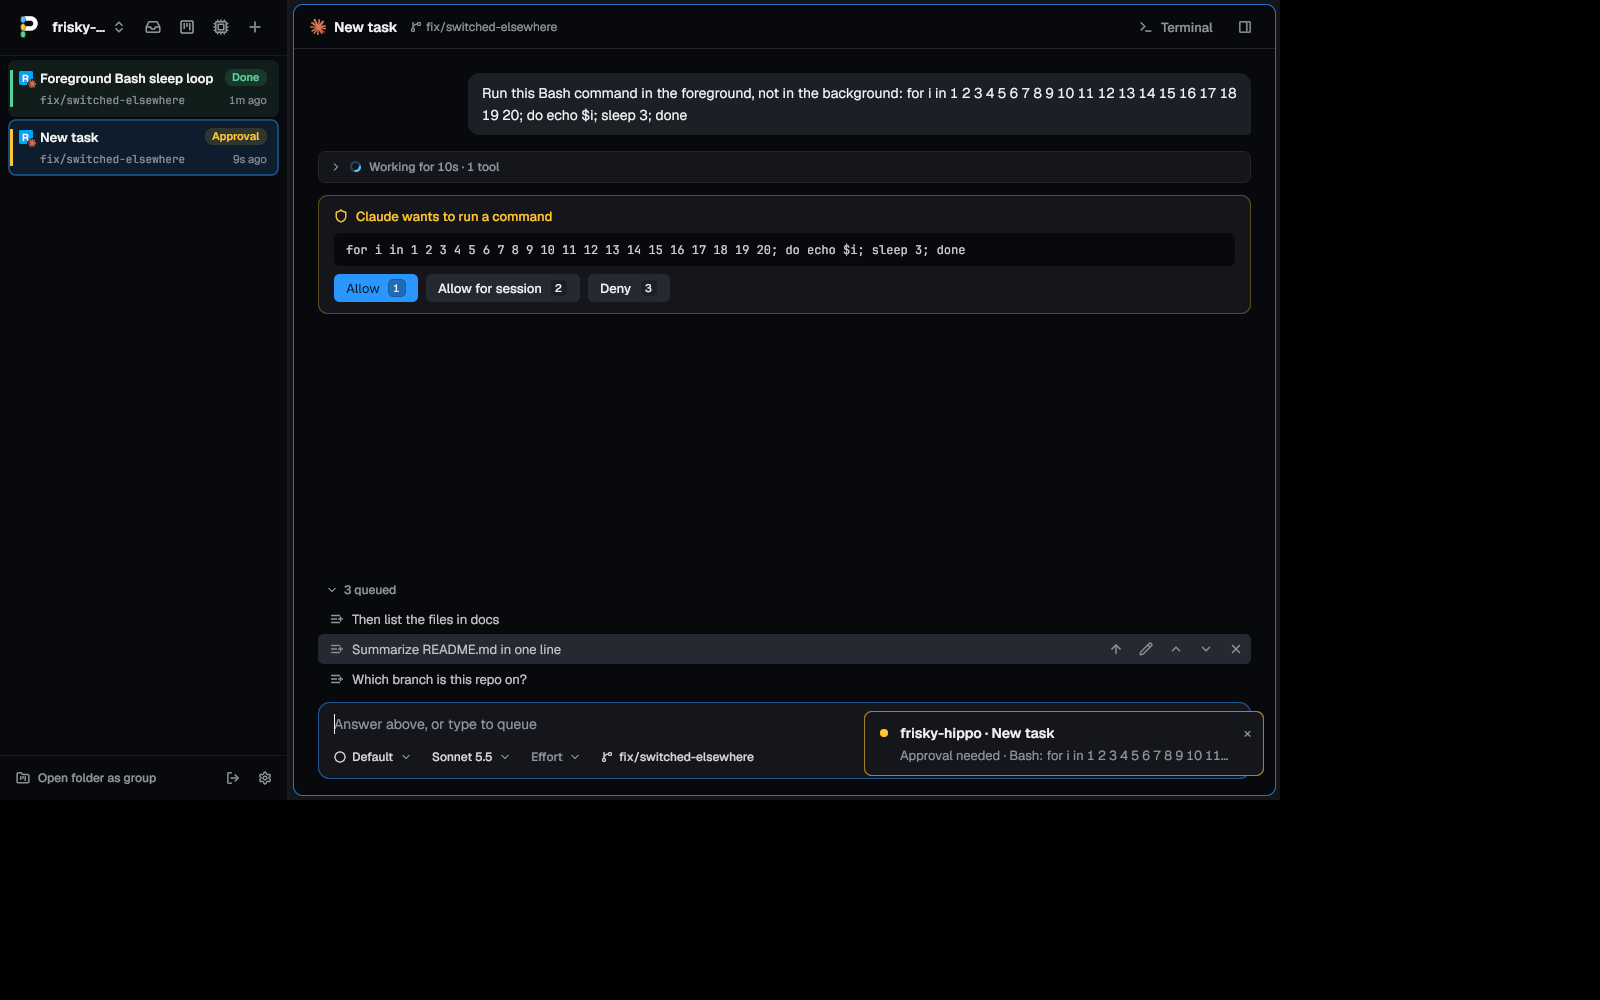 frisky-...
Foreground Bash sleep loop
Done
fix/switched-elsewhere
1m ago
New task
Approval
fix/switched-elsewhere
9s ago
Open folder as group
New task
fix/switched-elsewhere
Terminal
Run this Bash command in the foreground, not in the background: for i in 1 2 3 4 5 6 7 8 9 10 11 12 13 14 15 16 17 18
19 20; do echo $i; sleep 3; done
Working for 10s · 1 tool
Claude wants to run a command
for i in 1 2 3 4 5 6 7 8 9 10 11 12 13 14 15 16 17 18 19 20; do echo $i; sleep 3; done
Allow 1
Allow for session 2
Deny 3
3 queued
Then list the files in docs
Summarize README.md in one line
Which branch is this repo on?
Answer above, or type to queue
Default
Sonnet 5.5
Effort
fix/switched-elsewhere
frisky-hippo · New task
Approval needed · Bash: for i in 1 2 3 4 5 6 7 8 9 10 11...